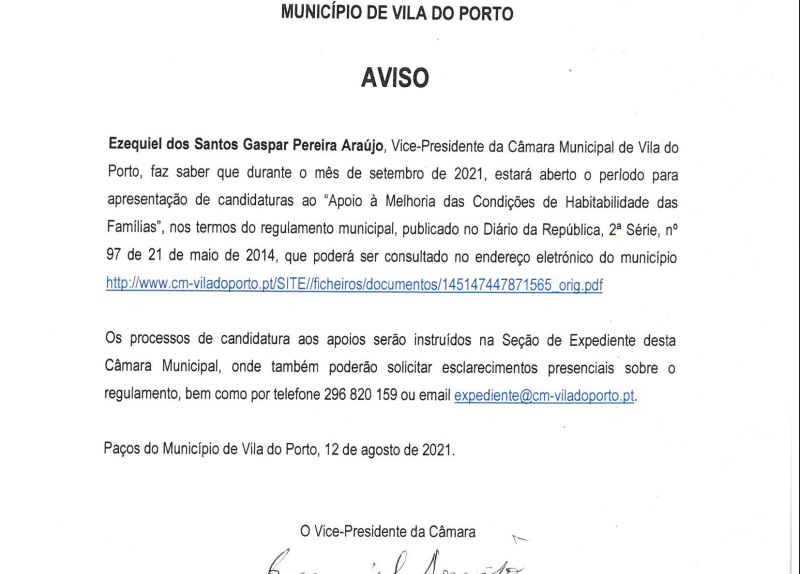 MUNICÍPIO DE VILA DO PORTO
AVISO
Ezequiel dos Santos Gaspar Pereira Araújo, Vice-Presidente da Câmara Municipal de Vila do
Porto, faz saber que durante o mês de setembro de 2021, estará aberto o período para
apresentação de candidaturas ao “Apoio à Melhoria das Condições de Habitabilidade das
Famílias”, nos termos do regulamento municipal, publicado no Diário da República, 2ª Série, nº
97 de 21 de maio de 2014, que poderá ser consultado no endereço eletrónico do município
http://www.cm-viladoporto.pt/SITE//ficheiros/documentos/145147447871565_orig.pdf
Os processos de candidatura aos apoios serão instruídos na Seção de Expediente desta
Câmara Municipal, onde também poderão solicitar esclarecimentos presenciais sobre o
regulamento, bem como por telefone 296 820 159 ou email expediente@cm-viladoporto.pt.
Paços do Município de Vila do Porto, 12 de agosto de 2021.
O Vice-Presidente da Câmara